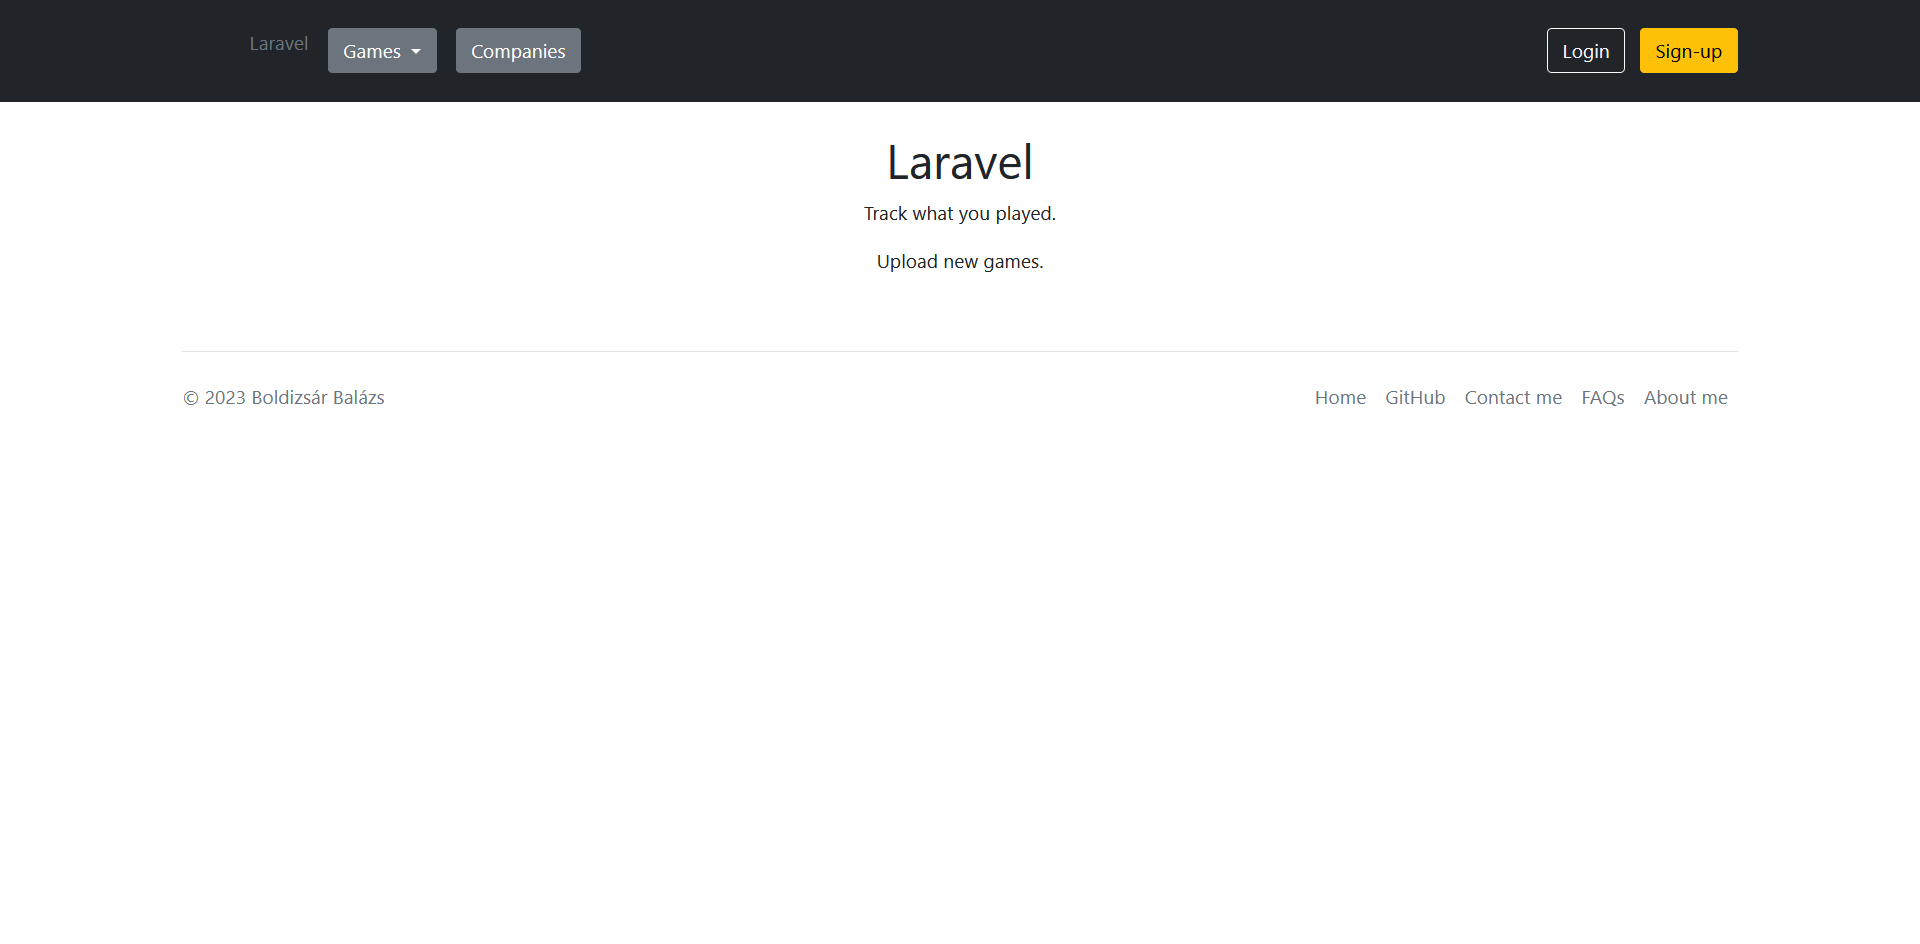 Laravel Games Companies Login Sign-up
Laravel
Track what you played.
Upload new games.
© 2023 Boldizsár Balázs Home GitHub Contact me FAQs About me